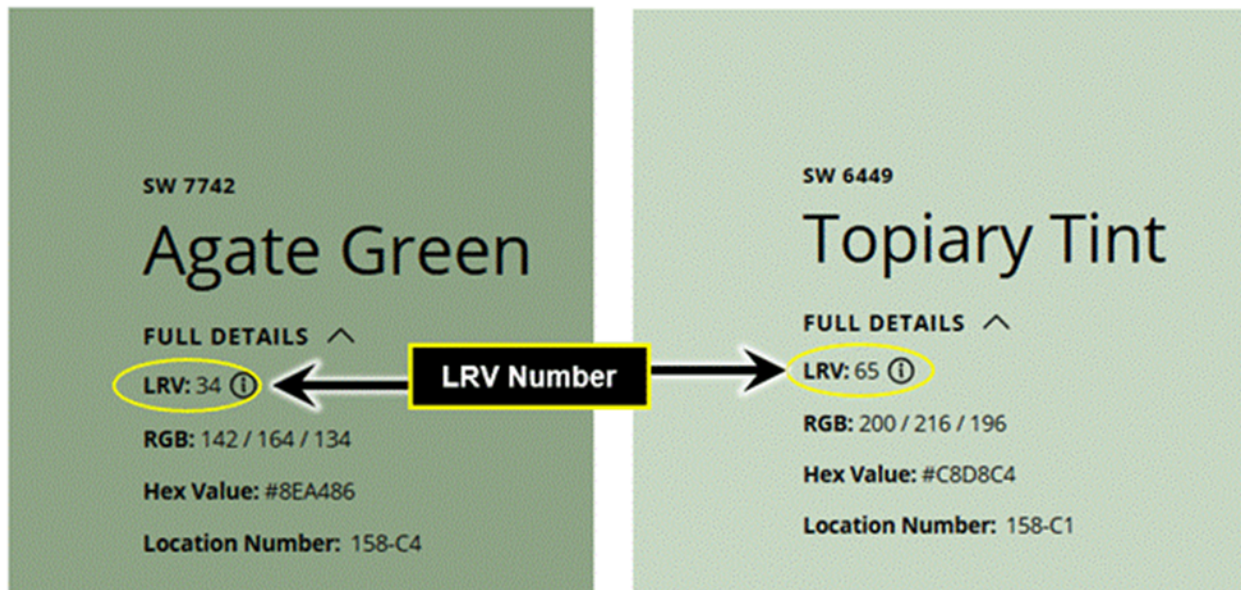 SW 7742
Agate Green
FULL DETAILS
LRV: 34
RGB: 142 / 164 / 134
Hex Value: #8EA486
Location Number: 158-C4
LRV Number
SW 6449
Topiary Tint
FULL DETAILS
LRV: 65
RGB: 200 / 216 / 196
Hex Value: #C8D8C4
Location Number: 158-C1